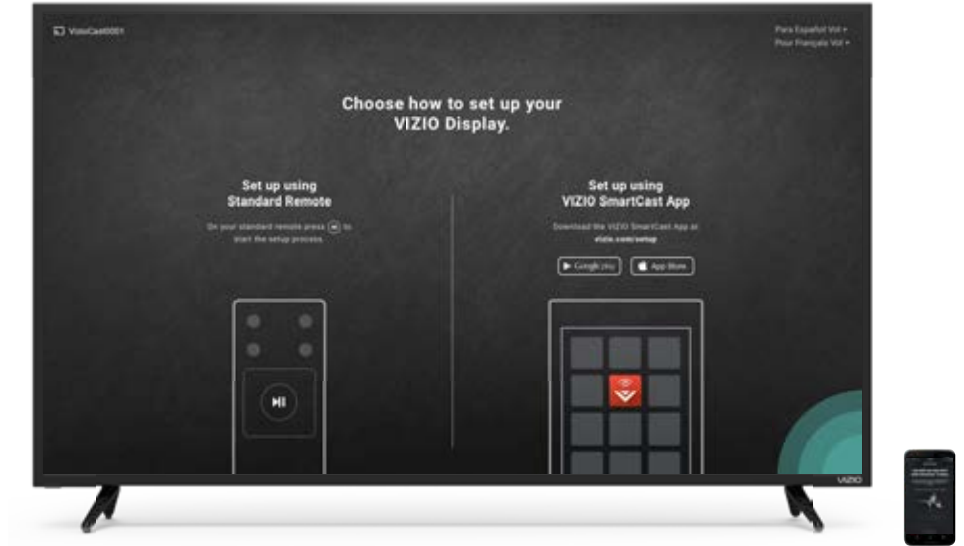 VizioCast0001
Para Español Vol +
Pour Français Vol +
Choose how to set up your
VIZIO Display.
Set up using
Standard Remote
On your standard remote press to
start the setup process.
Set up using
VIZIO SmartCast App
Download the VIZIO SmartCast App at
vizio.com/setup
Google play
App Store
VIZIO